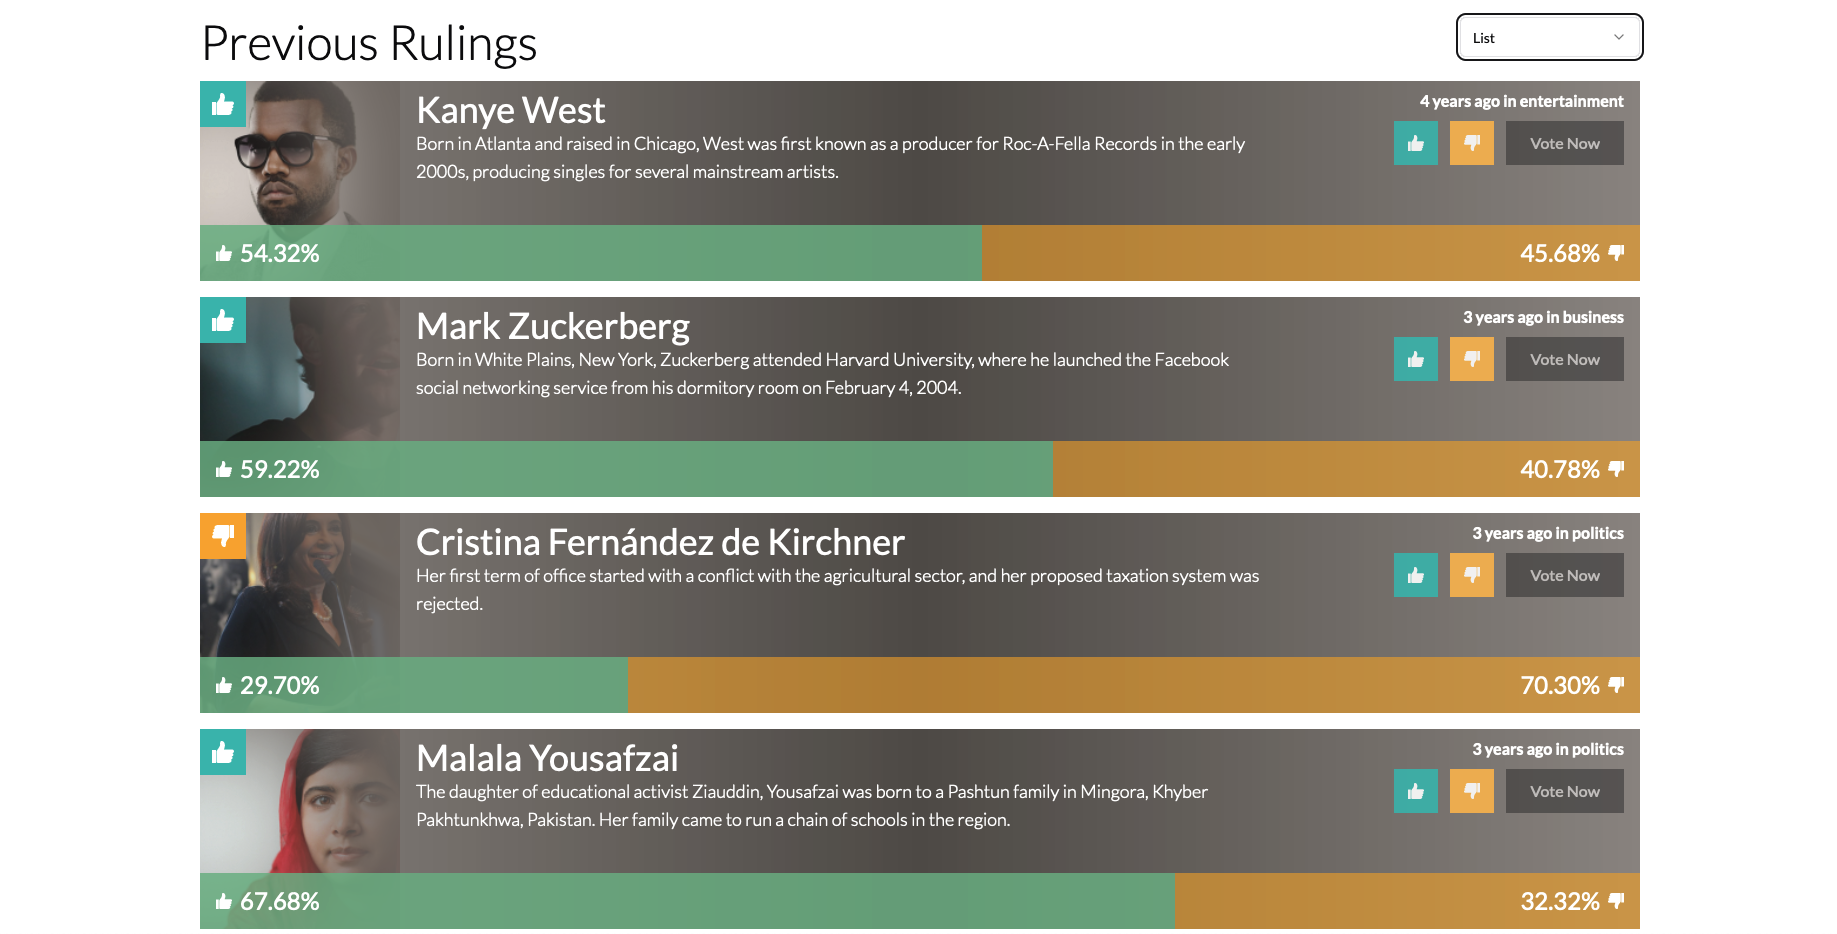 Previous Rulings
List
Kanye West
4 years ago in entertainment
Born in Atlanta and raised in Chicago, West was first known as a producer for Roc-A-Fella Records in the early
2000s, producing singles for several mainstream artists.
Vote Now
54.32%
45.68%
Mark Zuckerberg
3 years ago in business
Born in White Plains, New York, Zuckerberg attended Harvard University, where he launched the Facebook
social networking service from his dormitory room on February 4, 2004.
Vote Now
59.22%
40.78%
Cristina Fernández de Kirchner
3 years ago in politics
Her first term of office started with a conflict with the agricultural sector, and her proposed taxation system was
rejected.
Vote Now
29.70%
70.30%
Malala Yousafzai
3 years ago in politics
The daughter of educational activist Ziauddin, Yousafzai was born to a Pashtun family in Mingora, Khyber
Pakhtunkhwa, Pakistan. Her family came to run a chain of schools in the region.
Vote Now
67.68%
32.32%